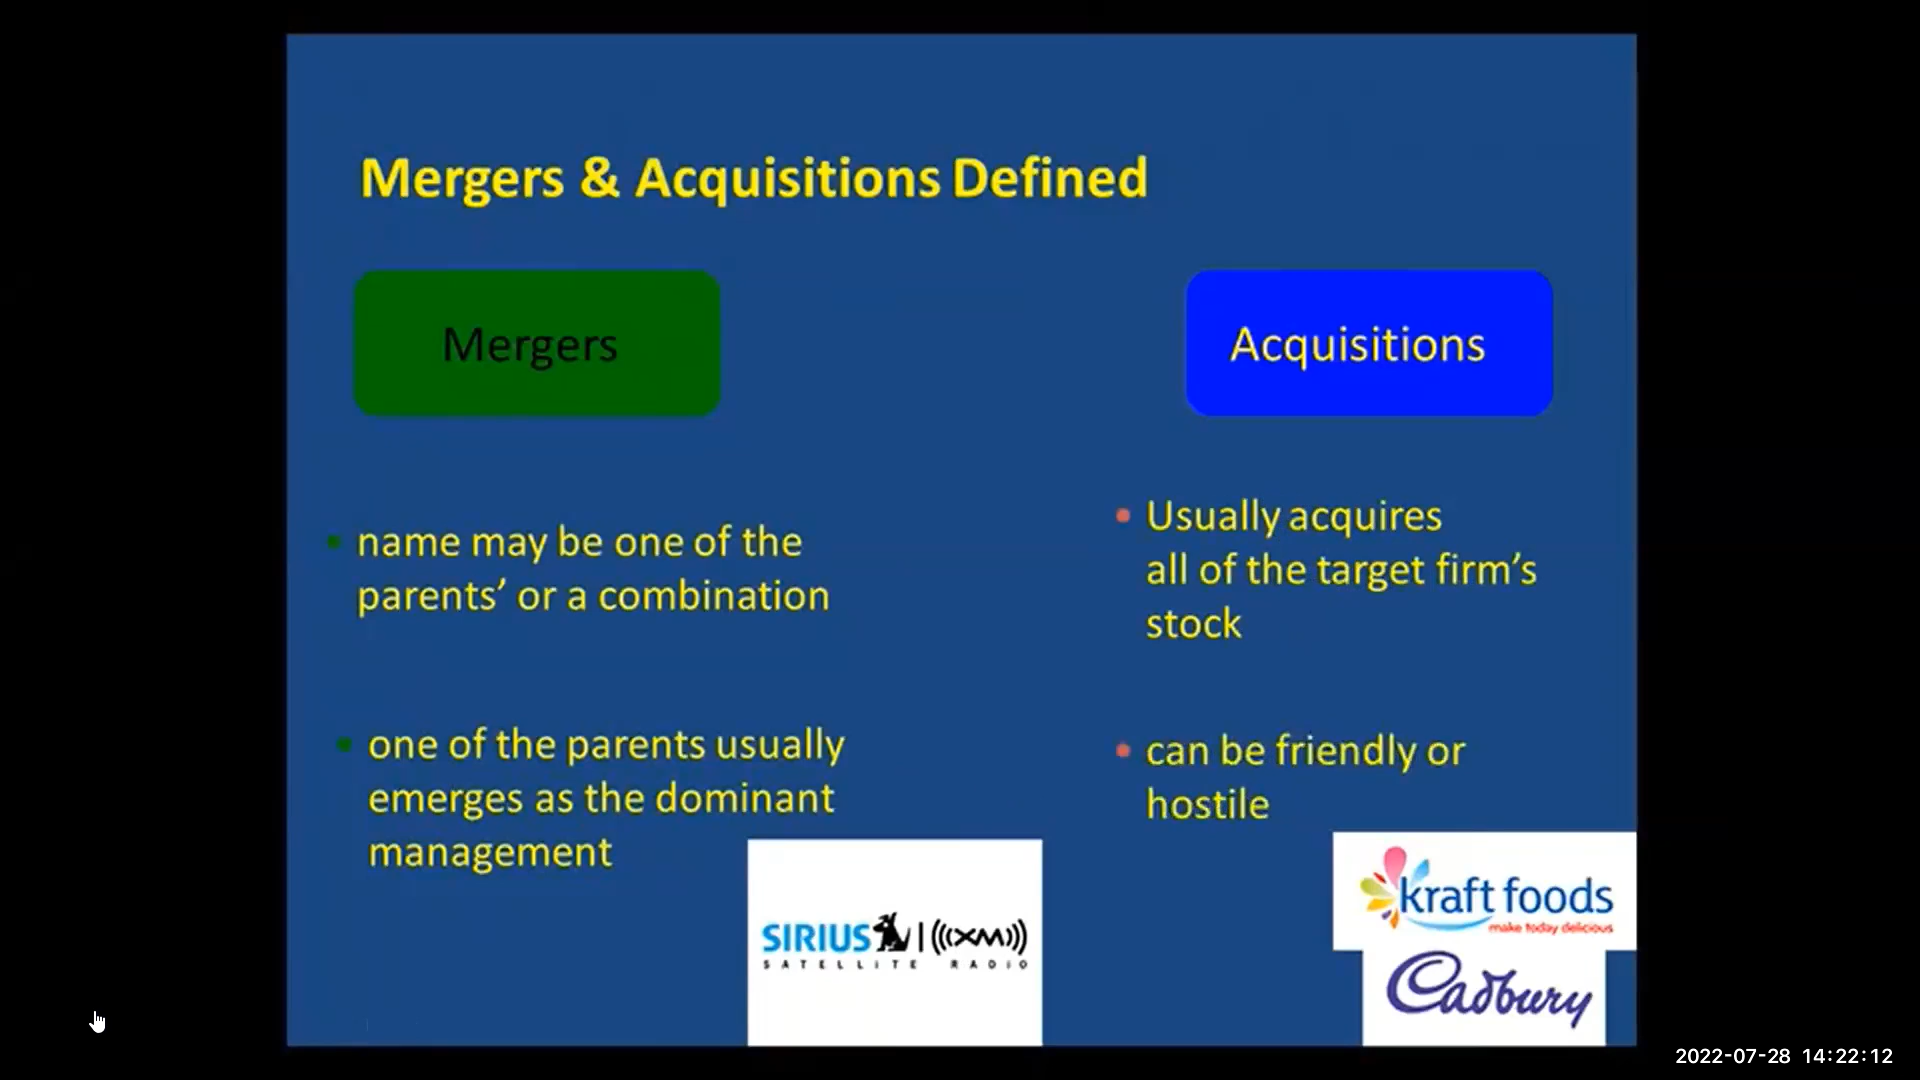 Mergers & Acquisitions Defined
Mergers
Acquisitions
• name may be one of the
parents’ or a combination
• one of the parents usually
emerges as the dominant
management
• Usually acquires
all of the target firm’s
stock
• can be friendly or
hostile
SIRIUS | ((XM))
SATELLITE RADIO
kraft foods
make today delicious
Cadbury
2022-07-28 14:22:12